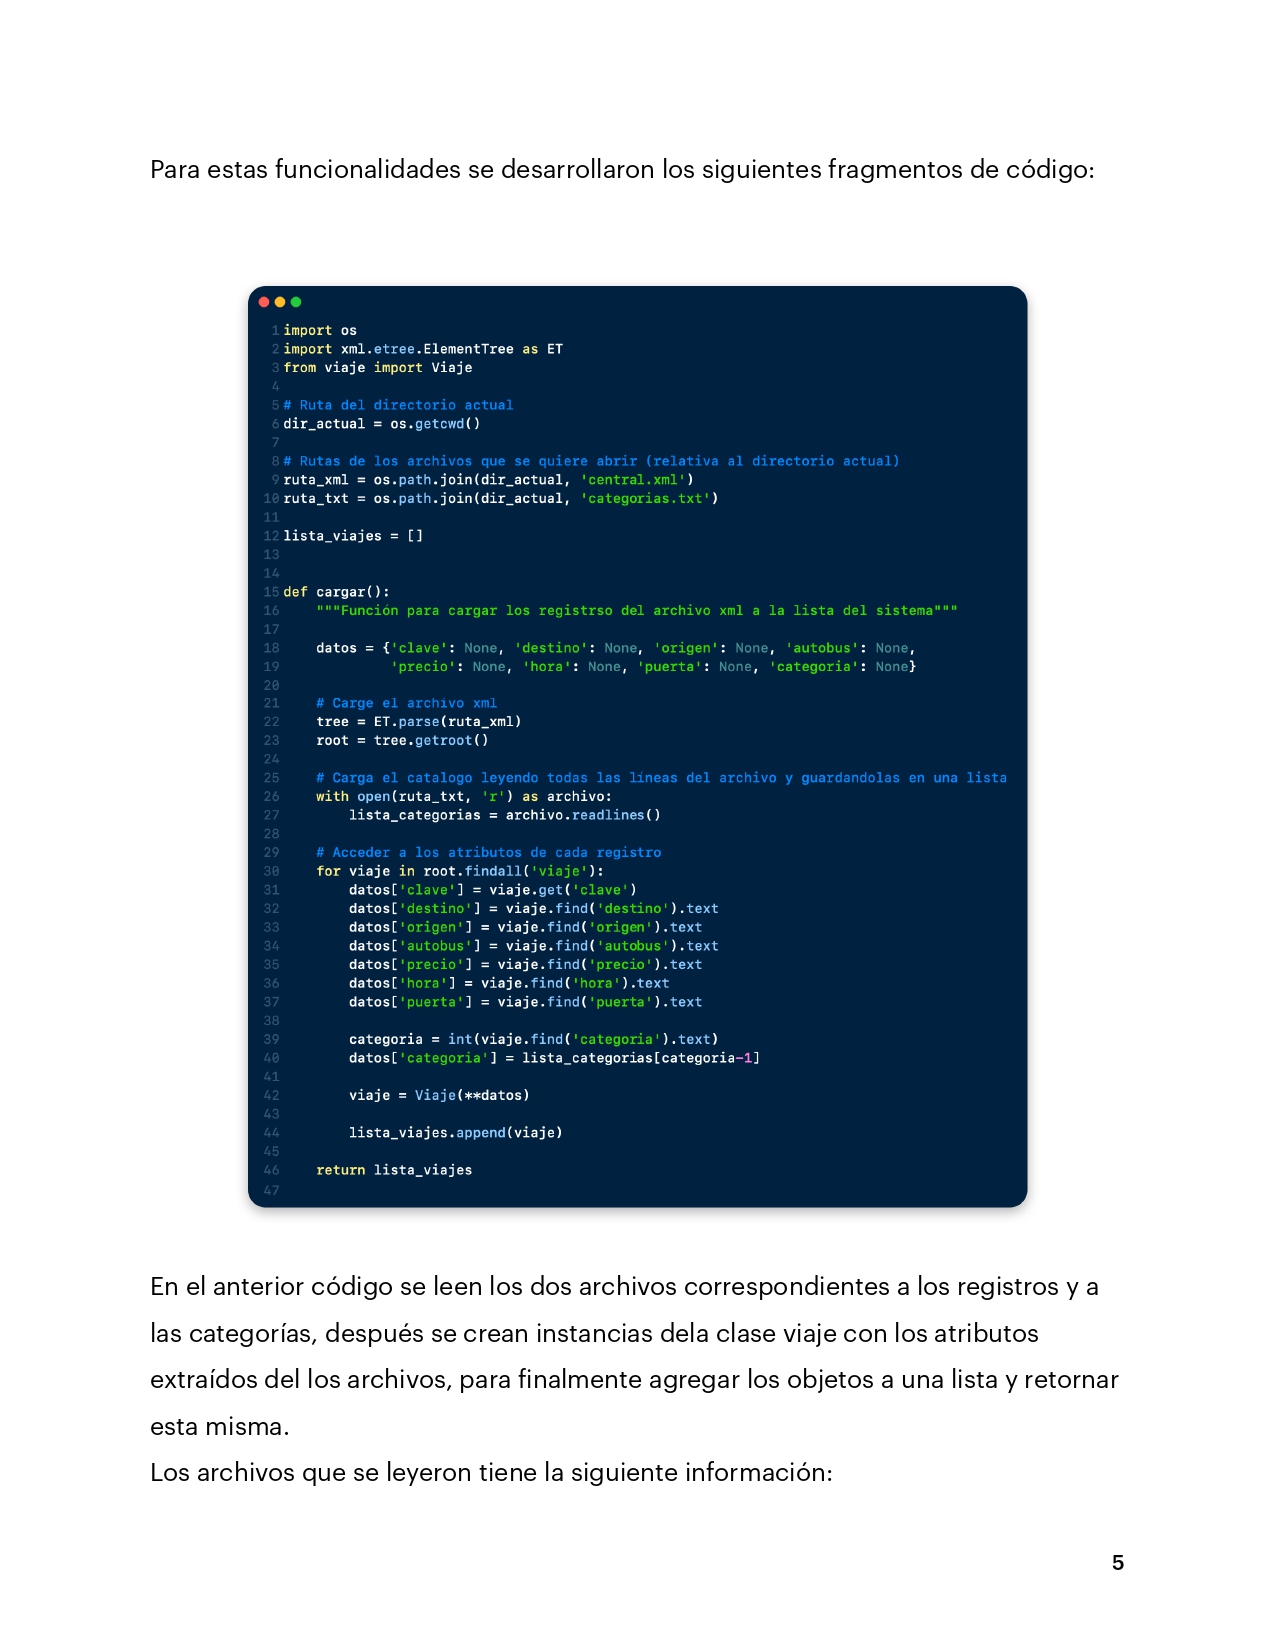 Para estas funcionalidades se desarrollaron los siguientes fragmentos de código:
1 import os
2 import xml.etree.ElementTree as ET
3 from viaje import Viaje
4
5 # Ruta del directorio actual
6 dir_actual = os.getcwd()
7
8 # Rutas de los archivos que se quiere abrir (relativa al directorio actual)
9 ruta_xml = os.path.join(dir_actual, 'central.xml')
10 ruta_txt = os.path.join(dir_actual, 'categorias.txt')
11
12 lista_viajes = []
13
14
15 def cargar():
16     """Función para cargar los registrso del archivo xml a la lista del sistema"""
17
18     datos = {'clave': None, 'destino': None, 'origen': None, 'autobus': None,
19              'precio': None, 'hora': None, 'puerta': None, 'categoria': None}
20
21     # Carge el archivo xml
22     tree = ET.parse(ruta_xml)
23     root = tree.getroot()
24
25     # Carga el catalogo leyendo todas las líneas del archivo y guardandolas en una lista
26     with open(ruta_txt, 'r') as archivo:
27         lista_categorias = archivo.readlines()
28
29     # Acceder a los atributos de cada registro
30     for viaje in root.findall('viaje'):
31         datos['clave'] = viaje.get('clave')
32         datos['destino'] = viaje.find('destino').text
33         datos['origen'] = viaje.find('origen').text
34         datos['autobus'] = viaje.find('autobus').text
35         datos['precio'] = viaje.find('precio').text
36         datos['hora'] = viaje.find('hora').text
37         datos['puerta'] = viaje.find('puerta').text
38
39         categoria = int(viaje.find('categoria').text)
40         datos['categoria'] = lista_categorias[categoria-1]
41
42         viaje = Viaje(**datos)
43
44         lista_viajes.append(viaje)
45
46     return lista_viajes
47
En el anterior código se leen los dos archivos correspondientes a los registros y a
las categorías, después se crean instancias dela clase viaje con los atributos
extraídos del los archivos, para finalmente agregar los objetos a una lista y retornar
esta misma.
Los archivos que se leyeron tiene la siguiente información:
5